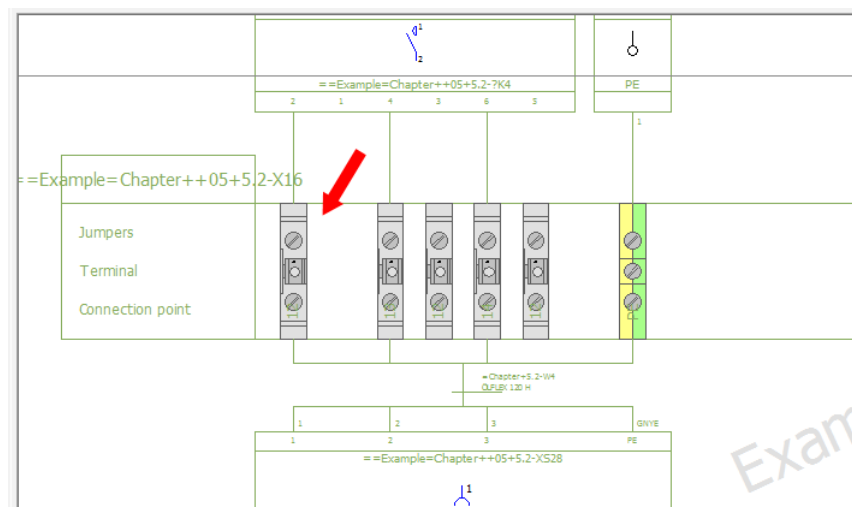 1
2
==Example=Chapter++05+5.2-?K4
PE
2 1 4 3 6 5
1
==Example=Chapter++05+5.2-X16
Jumpers
Terminal
Connection point
=Chapter+5.2-W4
OLFLEX 120 H
1 2 3 GNYE
1 2 3 PE
==Example=Chapter++05+5.2-XS28
1
Exam